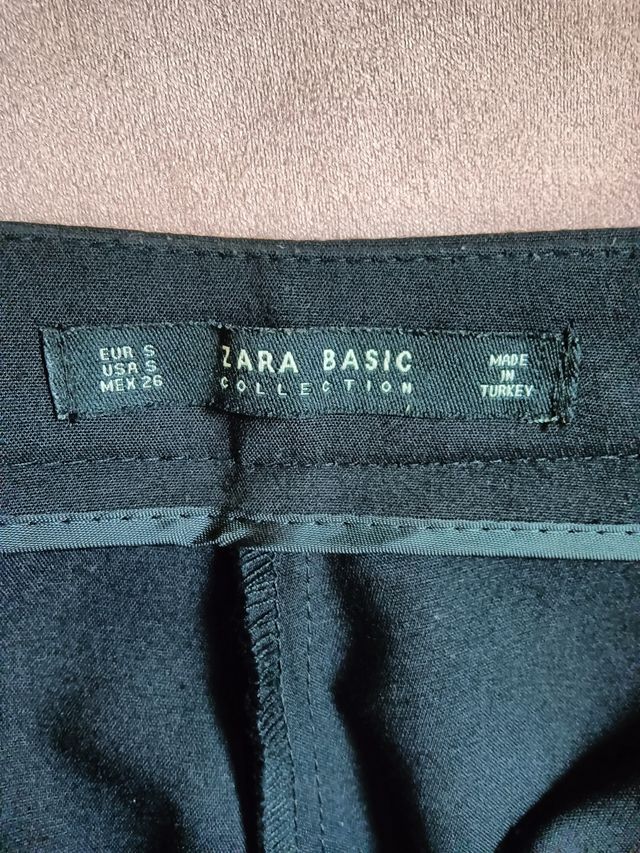 EUR S
USA S
MEX 26
ZARA BASIC
COLLECTION
MADE
IN
TURKEY